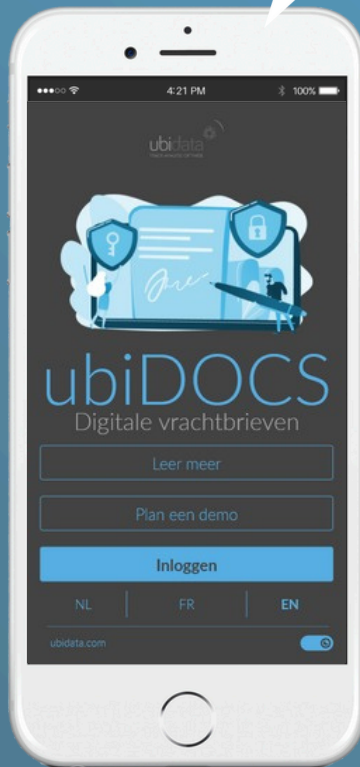 4:21 PM
100%
ubidata
ubiDOCS
Digitale vrachtbrieven
Leer meer
Plan een demo
Inloggen
NL FR EN
ubidata.com